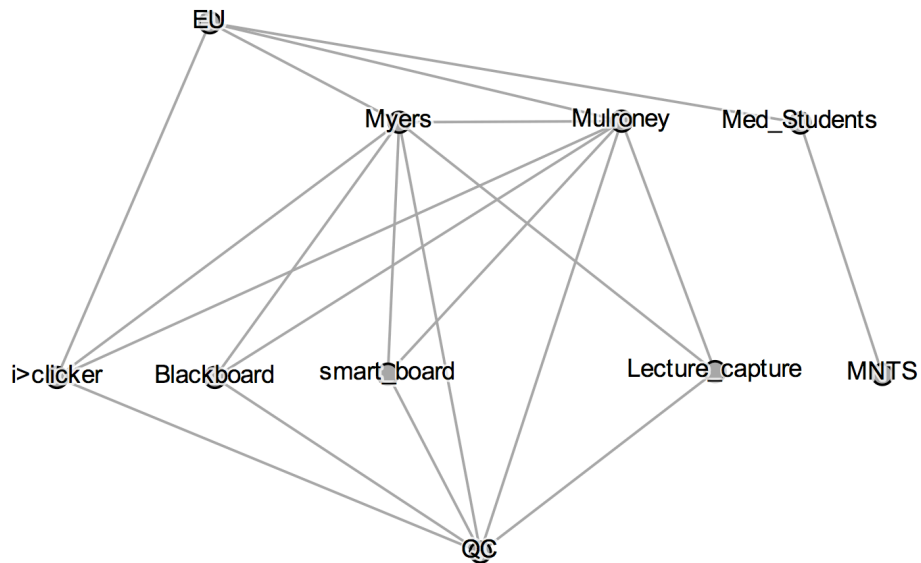 EU
Myers
Mulroney
Med_Students
i>clicker
Blackboard
smart_board
Lecture_capture
MNTS
QC